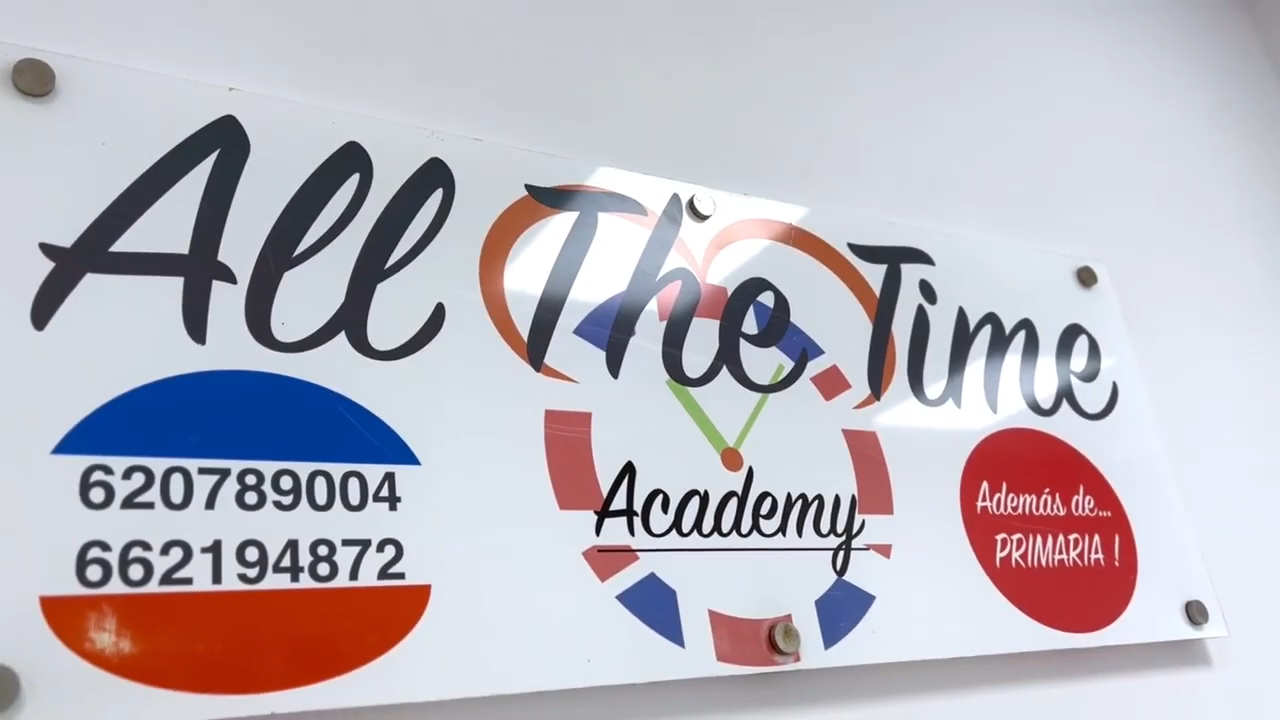 All The Time
Academy
620789004
662194872
Además de...
PRIMARIA !